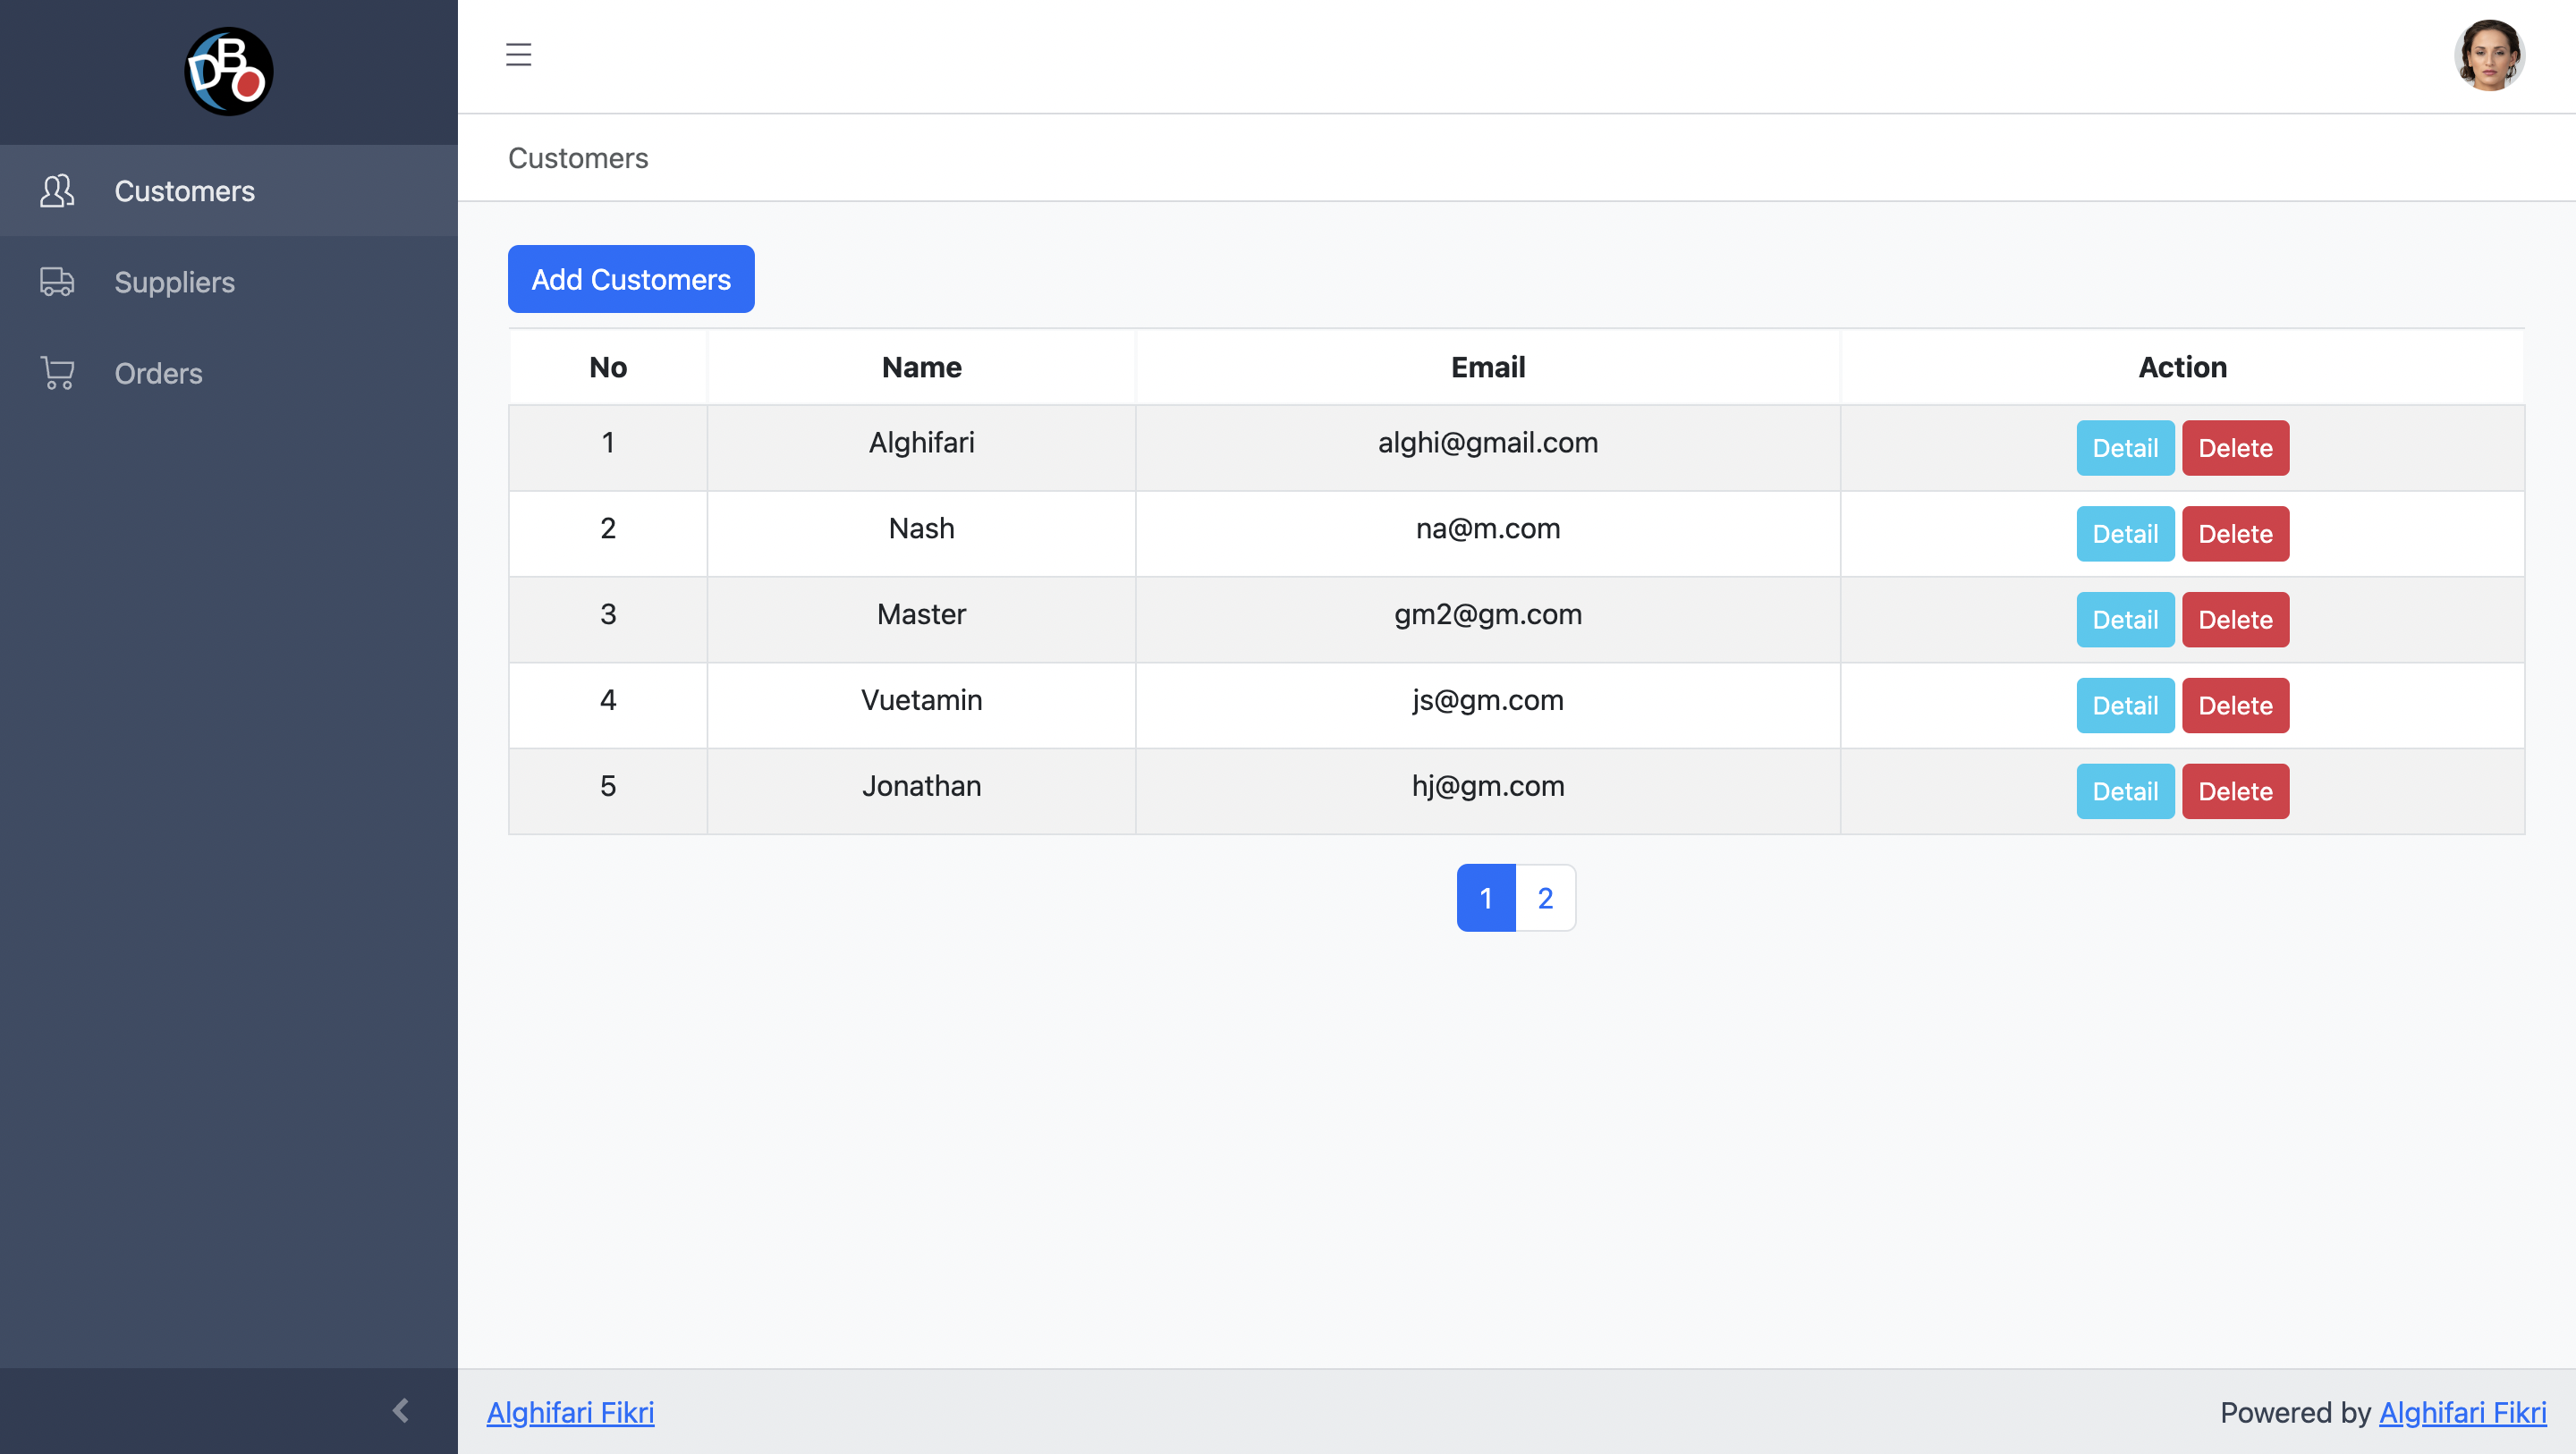 DBO
Customers
Suppliers
Orders
Customers
Add Customers
No Name Email Action
1 Alghifari alghi@gmail.com Detail Delete
2 Nash na@m.com Detail Delete
3 Master gm2@gm.com Detail Delete
4 Vuetamin js@gm.com Detail Delete
5 Jonathan hj@gm.com Detail Delete
1 2
Alghifari Fikri Powered by Alghifari Fikri